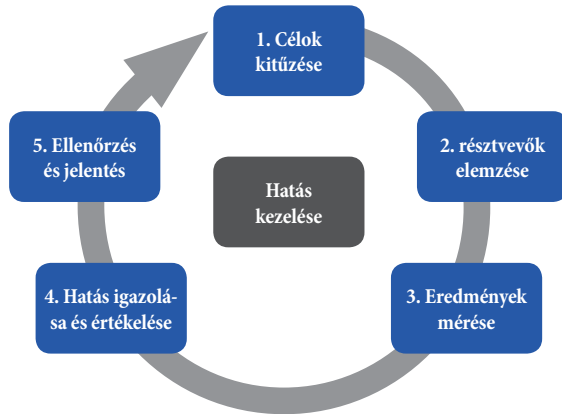 1. Célok
kitűzése
2. résztvevők
elemzése
3. Eredmények
mérése
4. Hatás igazolá-
sa és értékelése
5. Ellenőrzés
és jelentés
Hatás
kezelése